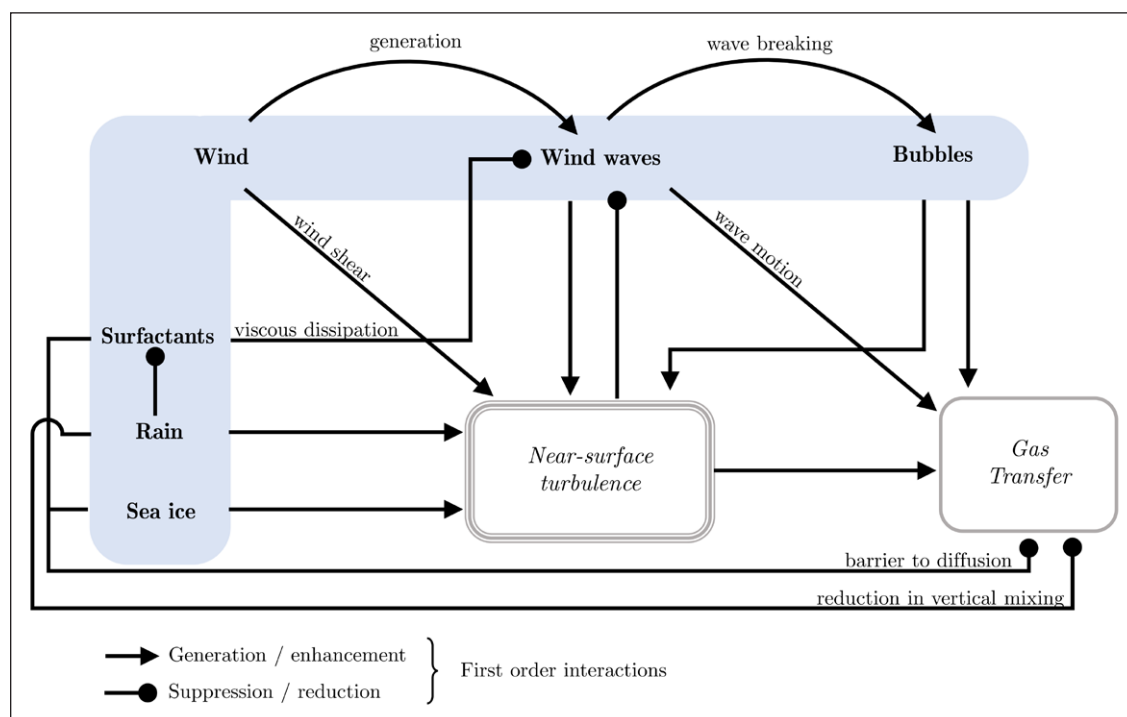 generation
wave breaking
Wind
Wind waves
Bubbles
wind shear
wave motion
Surfactants
viscous dissipation
Rain
Near-surface
turbulence
Gas
Transfer
Sea ice
barrier to diffusion
reduction in vertical mixing
Generation / enhancement
First order interactions
Suppression / reduction